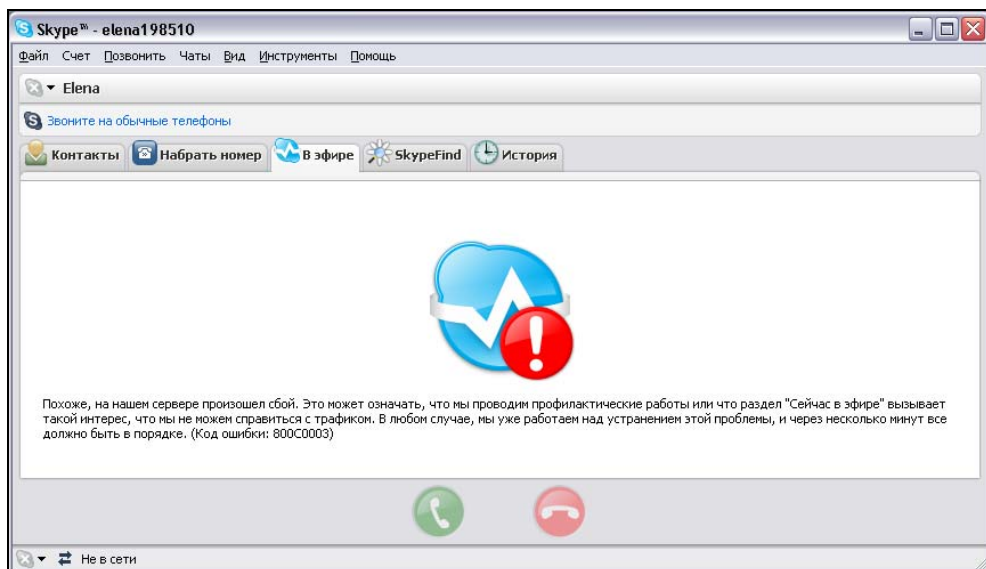 Skype™ - elena198510
Файл Счет Позвонить Чаты Вид Инструменты Помощь
Elena
Звоните на обычные телефоны
Контакты Набрать номер В эфире SkypeFind История
Похоже, на нашем сервере произошел сбой. Это может означать, что мы проводим профилактические работы или что раздел "Сейчас в эфире" вызывает
такой интерес, что мы не можем справиться с трафиком. В любом случае, мы уже работаем над устранением этой проблемы, и через несколько минут все
должно быть в порядке. (Код ошибки: 800C0003)
Не в сети